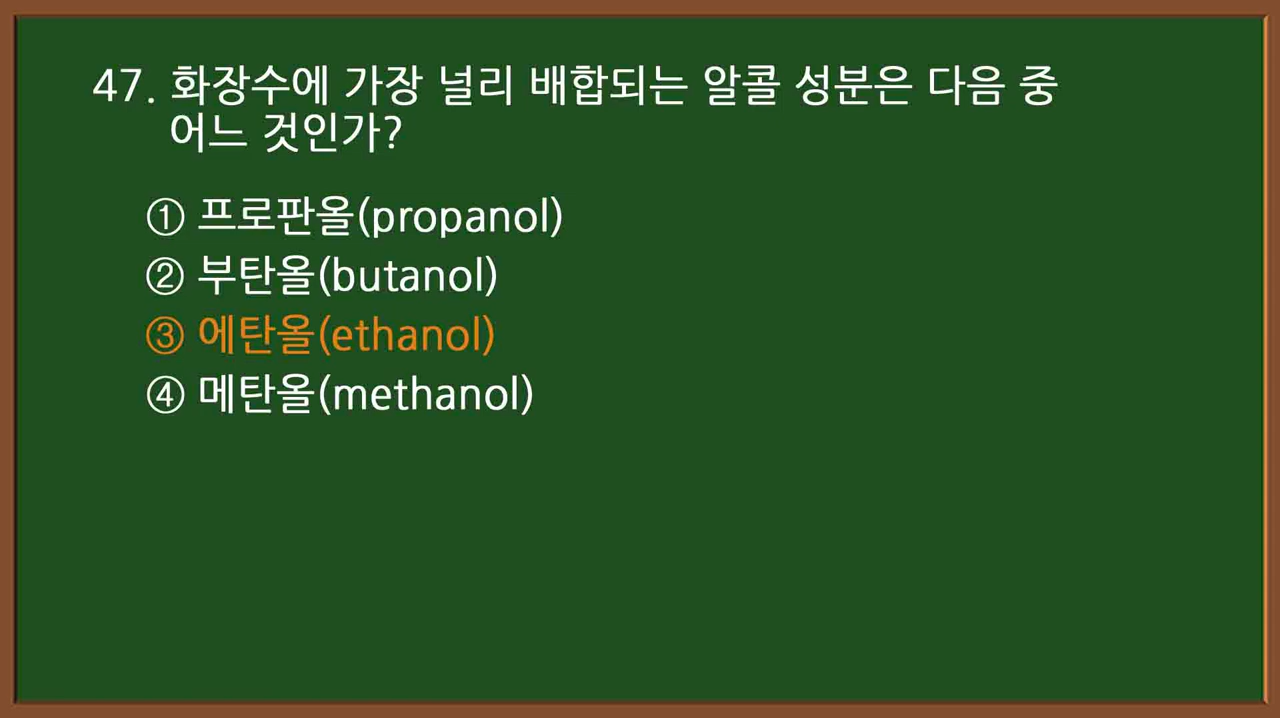 47. 화장수에 가장 널리 배합되는 알콜 성분은 다음 중
어느 것인가?
① 프로판올(propanol)
② 부탄올(butanol)
③ 에탄올(ethanol)
④ 메탄올(methanol)